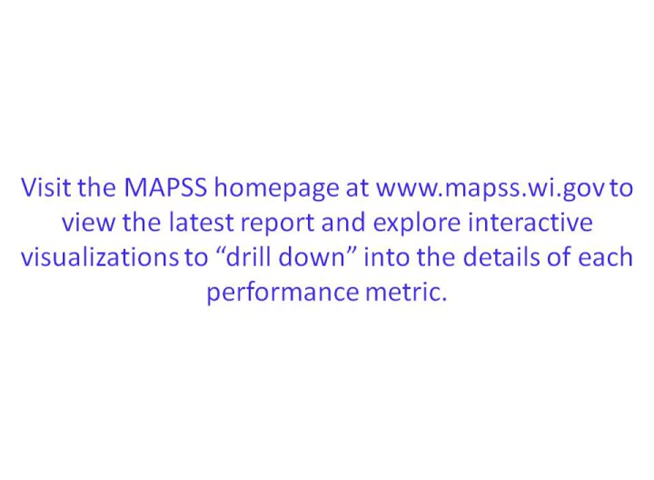 Visit the MAPSS homepage at www.mapss.wi.gov to
view the latest report and explore interactive
visualizations to “drill down” into the details of each
performance metric.